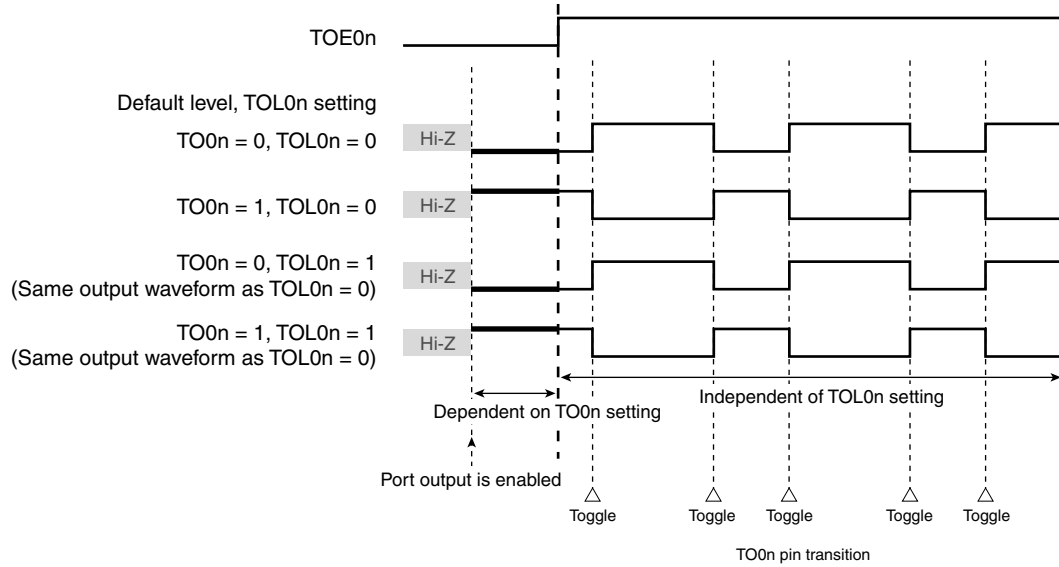 TOE0n
Default level, TOL0n setting
TO0n = 0, TOL0n = 0
Hi-Z
TO0n = 1, TOL0n = 0
Hi-Z
TO0n = 0, TOL0n = 1
(Same output waveform as TOL0n = 0)
Hi-Z
TO0n = 1, TOL0n = 1
(Same output waveform as TOL0n = 0)
Hi-Z
Dependent on TO0n setting
Independent of TOL0n setting
Port output is enabled
Toggle
Toggle
Toggle
Toggle
Toggle
TO0n pin transition